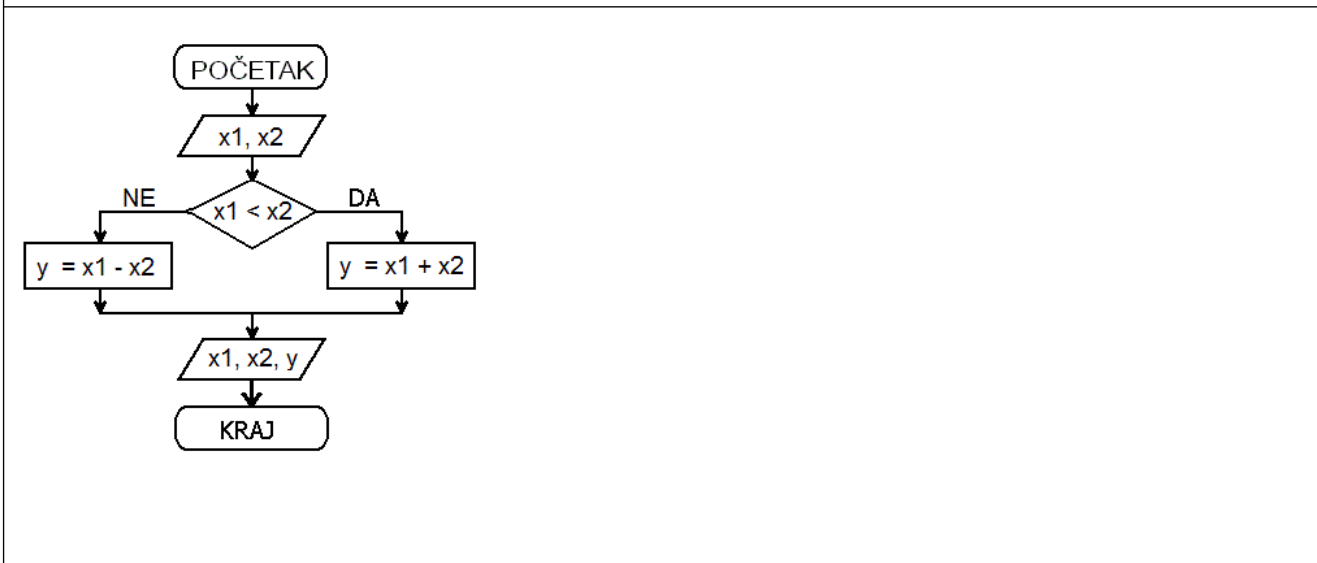 POČETAK
x1, x2
NE
x1 < x2
DA
y = x1 - x2
y = x1 + x2
x1, x2, y
KRAJ